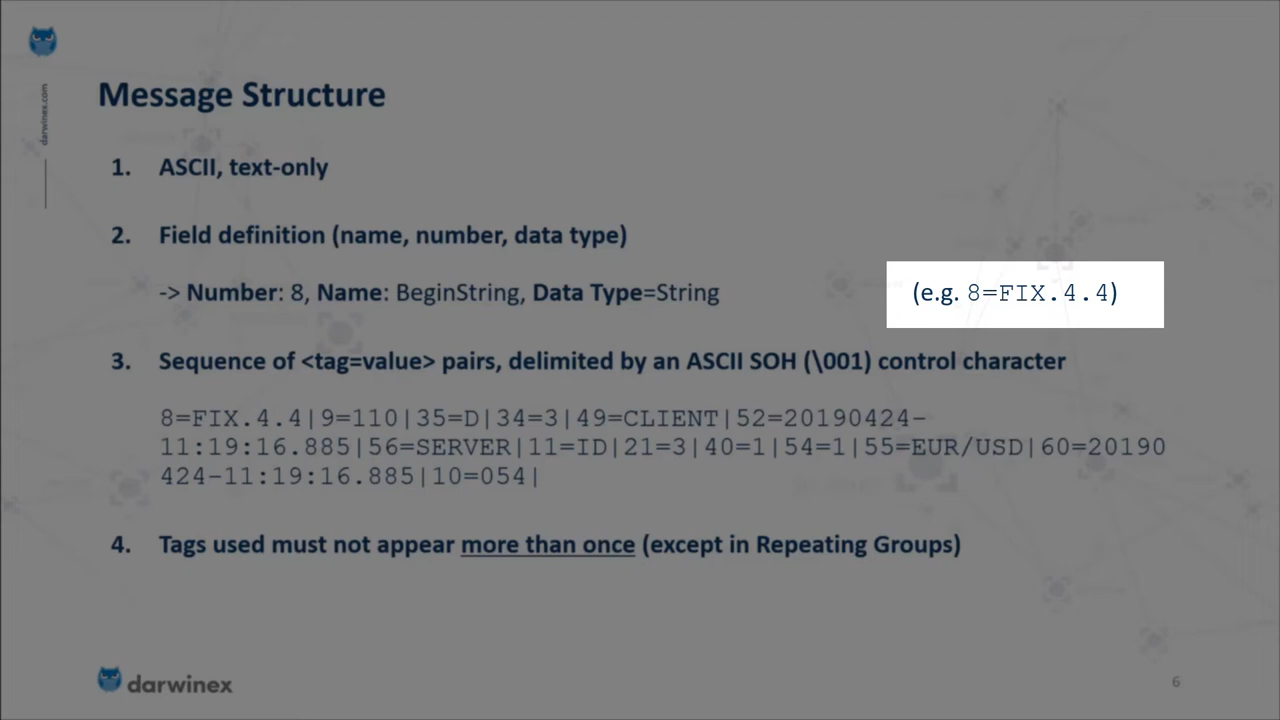 darwinex.com
Message Structure
1. ASCII, text-only
2. Field definition (name, number, data type)
-> Number: 8, Name: BeginString, Data Type=String (e.g. 8=FIX.4.4)
3. Sequence of <tag=value> pairs, delimited by an ASCII SOH (\001) control character
8=FIX.4.4|9=110|35=D|34=3|49=CLIENT|52=20190424-
11:19:16.885|56=SERVER|11=ID|21=3|40=1|54=1|55=EUR/USD|60=20190
424-11:19:16.885|10=054|
4. Tags used must not appear more than once (except in Repeating Groups)
darwinex
6